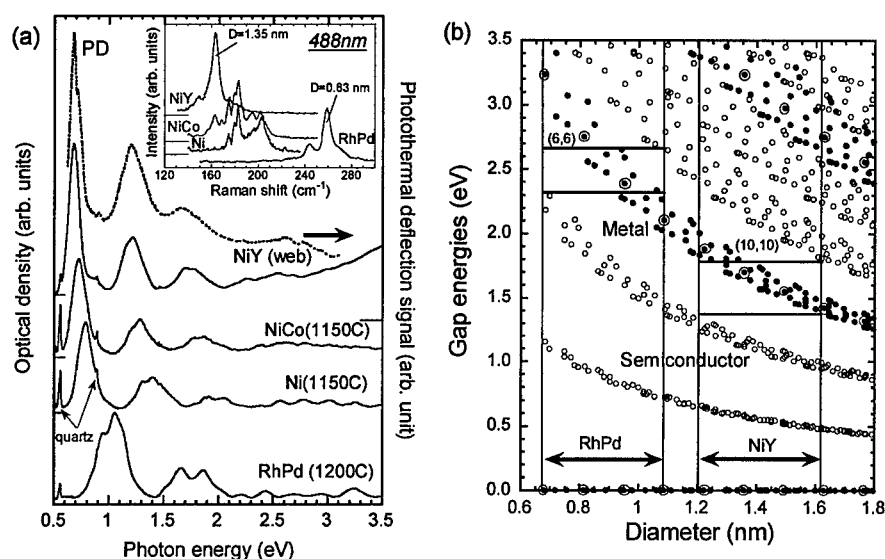 (a)
PD
488nm
D=1.35 nm
D=0.83 nm
NiY
NiCo
Ni
RhPd
Intensity (arb. units)
120 160 200 240 280 300
Raman shift (cm-1)
NiY (web)
NiCo(1150C)
Ni(1150C)
quartz
RhPd (1200C)
Optical density (arb. units)
Photothermal deflection signal (arb. unit)
0.5 1 1.5 2 2.5 3 3.5
Photon energy (eV)
(b)
3.5
3.0
2.5
2.0
1.5
1.0
0.5
0.0
Gap energies (eV)
(6,6)
Metal
(10,10)
Semiconductor
RhPd
NiY
0.6 0.8 1.0 1.2 1.4 1.6 1.8
Diameter (nm)